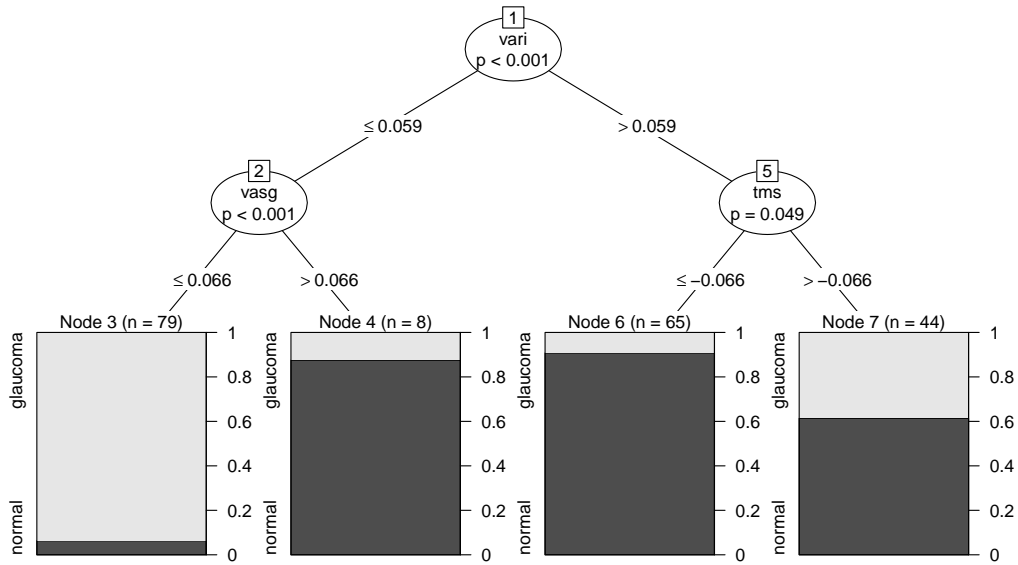 1
vari
p < 0.001
≤ 0.059
> 0.059
2
vasg
p < 0.001
5
tms
p = 0.049
≤ 0.066
> 0.066
≤ −0.066
> −0.066
Node 3 (n = 79)
glaucoma
normal
1
0.8
0.6
0.4
0.2
0
Node 4 (n = 8)
glaucoma
normal
1
0.8
0.6
0.4
0.2
0
Node 6 (n = 65)
glaucoma
normal
1
0.8
0.6
0.4
0.2
0
Node 7 (n = 44)
glaucoma
normal
1
0.8
0.6
0.4
0.2
0